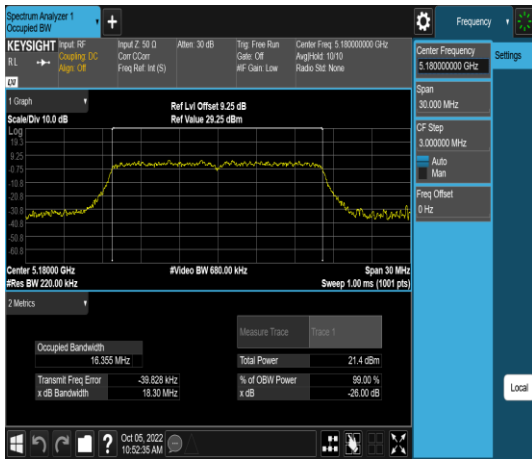 Spectrum Analyzer 1
Occupied BW
Frequency
KEYSIGHT
Input: RF
Coupling: DC
Align: Off
Input Z: 50 Ω
Corr CCorr
Freq Ref: Int (S)
Atten: 30 dB
Trig: Free Run
Gate: Off
#IF Gain: Low
Center Freq: 5.180000000 GHz
Avg|Hold: 10/10
Radio Std: None
R L
LXI
Center Frequency
5.180000000 GHz
Settings
Span
30.000 MHz
CF Step
3.000000 MHz
Auto
Man
Freq Offset
0 Hz
1 Graph
Scale/Div 10.0 dB
Ref Lvl Offset 9.25 dB
Ref Value 29.25 dBm
Log
19.3
9.25
-0.75
-10.8
-20.8
-30.8
-40.8
-50.8
-60.8
Center 5.18000 GHz
#Res BW 220.00 kHz
#Video BW 680.00 kHz
Span 30 MHz
Sweep 1.00 ms (1001 pts)
2 Metrics
Measure Trace
Trace 1
Occupied Bandwidth
16.355 MHz
Total Power
21.4 dBm
Transmit Freq Error
-39.828 kHz
% of OBW Power
99.00 %
x dB Bandwidth
18.30 MHz
x dB
-26.00 dB
Local
Oct 05, 2022
10:52:35 AM